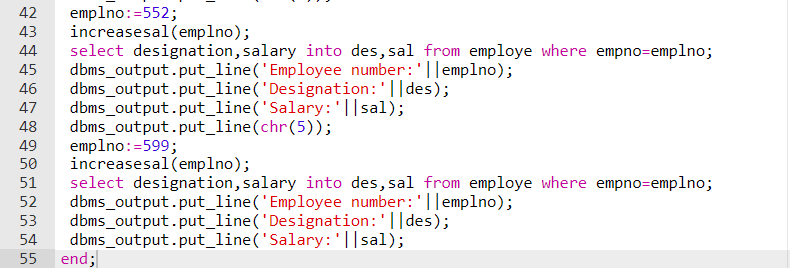 42 emplno:=552;
43 increasesal(emplno);
44 select designation,salary into des,sal from employe where empno=emplno;
45 dbms_output.put_line('Employee number:'||emplno);
46 dbms_output.put_line('Designation:'||des);
47 dbms_output.put_line('Salary:'||sal);
48 dbms_output.put_line(chr(5));
49 emplno:=599;
50 increasesal(emplno);
51 select designation,salary into des,sal from employe where empno=emplno;
52 dbms_output.put_line('Employee number:'||emplno);
53 dbms_output.put_line('Designation:'||des);
54 dbms_output.put_line('Salary:'||sal);
55 end;